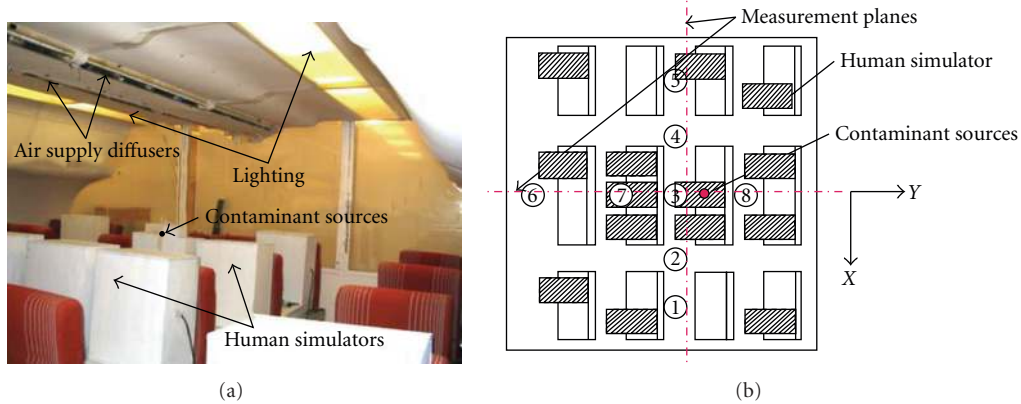 Air supply diffusers
Lighting
Contaminant sources
Human simulators
(a)
Measurement planes
Human simulator
Contaminant sources
5
4
6
7
3
8
2
1
Y
X
(b)